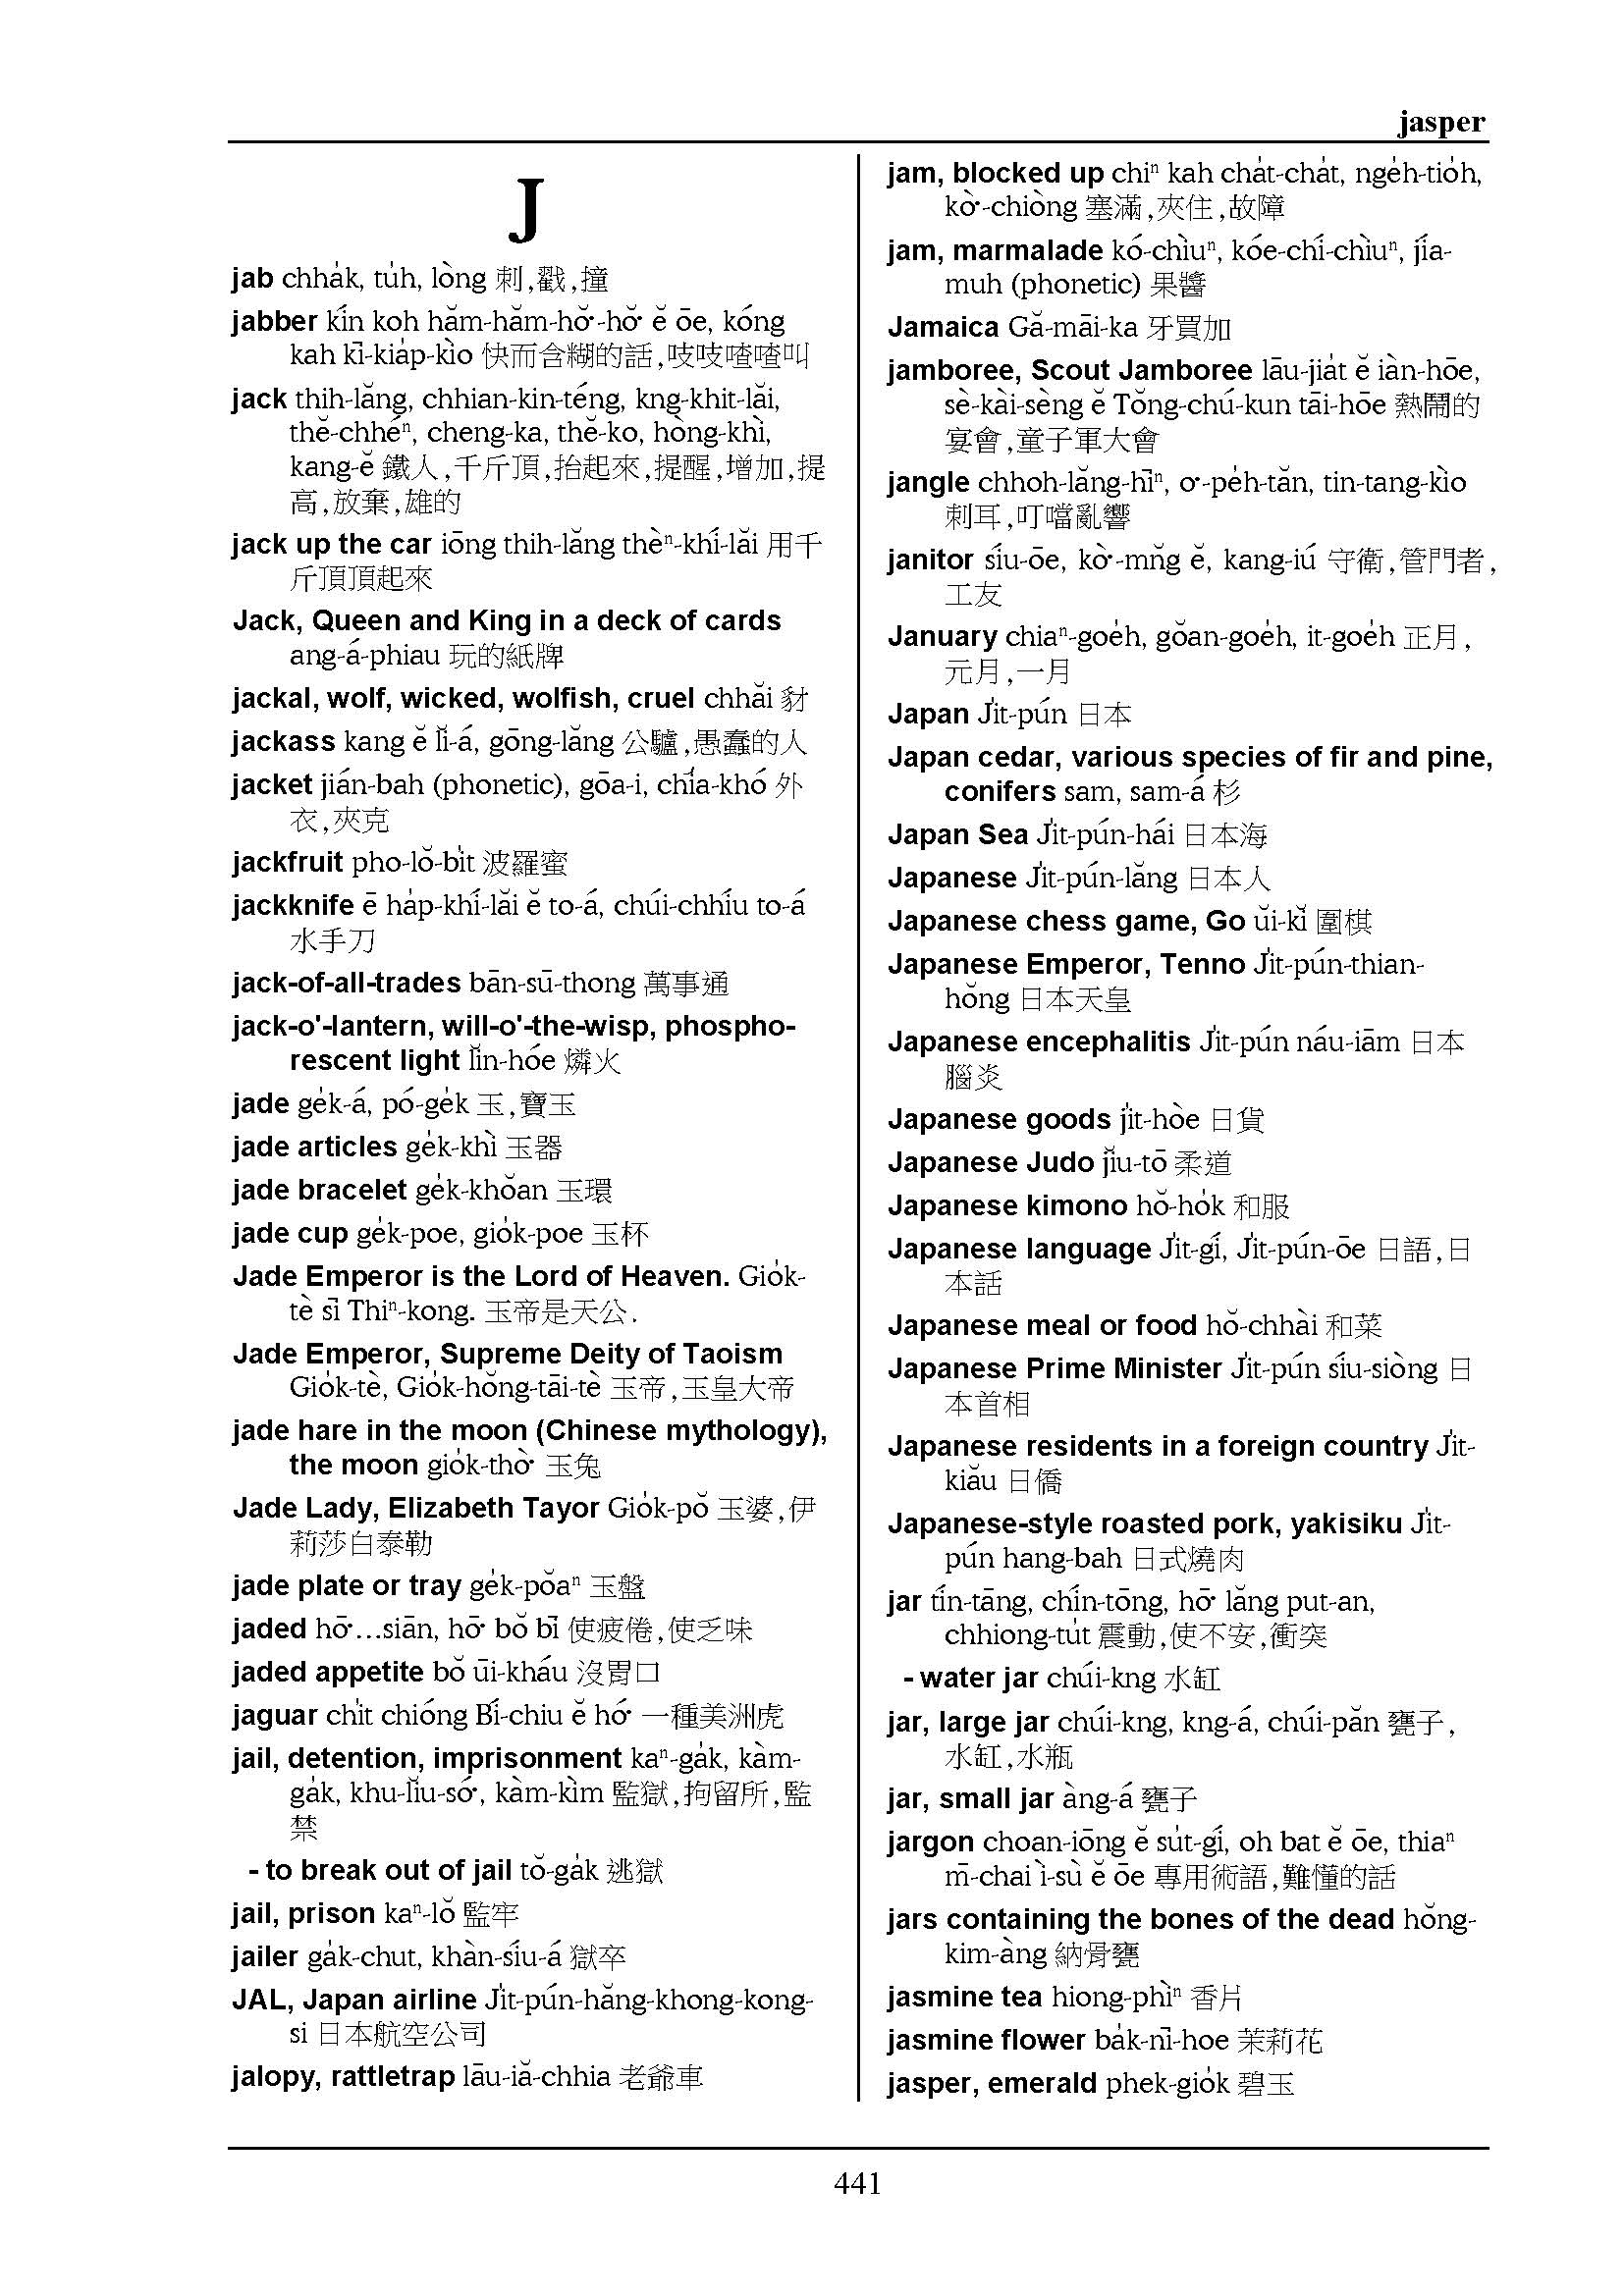 jasper
J
jab chha̍k, tu̍h, lòng 刺,戳,撞
jabber kín koh hăm-hăm-hŏ͘-hŏ͘ ĕ ōe, kóng
kah kī-kia̍p-kìo 快而含糊的話,吱吱喳喳叫
jack thih-lăng, chhian-kin-téng, kng-khit-lăi,
thĕ-chhéⁿ, cheng-ka, thĕ-ko, hòng-khì,
kang-ĕ 鐵人,千斤頂,抬起來,提醒,增加,提
高,放棄,雄的
jack up the car iōng thih-lăng thèⁿ-khí-lăi 用千
斤頂頂起來
Jack, Queen and King in a deck of cards
ang-á-phiau 玩的紙牌
jackal, wolf, wicked, wolfish, cruel chhăi 豺
jackass kang ĕ lĭ-á, gōng-lăng 公驢,愚蠢的人
jacket jián-bah (phonetic), gōa-i, chía-khó 外
衣,夾克
jackfruit pho-lŏ-bi̍t 波羅蜜
jackknife ē ha̍p-khí-lăi ĕ to-á, chúi-chhíu to-á
水手刀
jack-of-all-trades bān-sū-thong 萬事通
jack-o'-lantern, will-o'-the-wisp, phospho-
rescent light lĭn-hóe 燐火
jade ge̍k-á, pó-ge̍k 玉,寶玉
jade articles ge̍k-khì 玉器
jade bracelet ge̍k-khŏan 玉環
jade cup ge̍k-poe, gio̍k-poe 玉杯
Jade Emperor is the Lord of Heaven. Gio̍k-
tè sī Thiⁿ-kong. 玉帝是天公.
Jade Emperor, Supreme Deity of Taoism
Gio̍k-tè, Gio̍k-hŏng-tāi-tè 玉帝,玉皇大帝
jade hare in the moon (Chinese mythology),
the moon gio̍k-thò͘ 玉兔
Jade Lady, Elizabeth Tayor Gio̍k-pŏ 玉婆,伊
莉莎白泰勒
jade plate or tray ge̍k-pŏaⁿ 玉盤
jaded hō͘...siān, hō͘ bŏ bī 使疲倦,使乏味
jaded appetite bŏ ūi-kháu 沒胃口
jaguar chi̍t chióng Bí-chiu ĕ hó͘ 一種美洲虎
jail, detention, imprisonment kaⁿ-ga̍k, kàm-
ga̍k, khu-lĭu-só͘, kàm-kìm 監獄,拘留所,監
禁
- to break out of jail tŏ-ga̍k 逃獄
jail, prison kaⁿ-lŏ 監牢
jailer ga̍k-chut, khàn-síu-á 獄卒
JAL, Japan airline Ji̍t-pún-hăng-khong-kong-
si 日本航空公司
jalopy, rattletrap lāu-iă-chhia 老爺車
jam, blocked up chiⁿ kah cha̍t-cha̍t, nge̍h-tio̍h,
kò͘-chiòng 塞滿,夾住,故障
jam, marmalade kó-chìuⁿ, kóe-chí-chìuⁿ, jía-
muh (phonetic) 果醬
Jamaica Gă-māi-ka 牙買加
jamboree, Scout Jamboree lāu-jia̍t ĕ iàn-hōe,
sè-kài-sèng ĕ Tŏng-chú-kun tāi-hōe 熱鬧的
宴會,童子軍大會
jangle chhoh-lăng-hīⁿ, o͘-pe̍h-tăn, tin-tang-kìo
刺耳,叮噹亂響
janitor síu-ōe, kò͘-mn̆g ĕ, kang-iú 守衛,管門者,
工友
January chiaⁿ-goe̍h, gŏan-goe̍h, it-goe̍h 正月,
元月,一月
Japan Ji̍t-pún 日本
Japan cedar, various species of fir and pine,
conifers sam, sam-á 杉
Japan Sea Ji̍t-pún-hái 日本海
Japanese Ji̍t-pún-lăng 日本人
Japanese chess game, Go ŭi-kĭ 圍棋
Japanese Emperor, Tenno Ji̍t-pún-thian-
hŏng 日本天皇
Japanese encephalitis Ji̍t-pún náu-iām 日本
腦炎
Japanese goods ji̍t-hòe 日貨
Japanese Judo jĭu-tō 柔道
Japanese kimono hŏ-ho̍k 和服
Japanese language Ji̍t-gí, Ji̍t-pún-ōe 日語,日
本話
Japanese meal or food hŏ-chhài 和菜
Japanese Prime Minister Ji̍t-pún síu-siòng 日
本首相
Japanese residents in a foreign country Ji̍t-
kiău 日僑
Japanese-style roasted pork, yakisiku Ji̍t-
pún hang-bah 日式燒肉
jar tín-tāng, chín-tōng, hō͘ lăng put-an,
chhiong-tu̍t 震動,使不安,衝突
- water jar chúi-kng 水缸
jar, large jar chúi-kng, kng-á, chúi-păn 甕子,
水缸,水瓶
jar, small jar àng-á 甕子
jargon choan-iōng ĕ su̍t-gí, oh bat ĕ ōe, thiaⁿ
m̄-chai ì-sù ĕ ōe 專用術語,難懂的話
jars containing the bones of the dead hŏng-
kim-àng 納骨甕
jasmine tea hiong-phìⁿ 香片
jasmine flower ba̍k-nī-hoe 茉莉花
jasper, emerald phek-gio̍k 碧玉
441